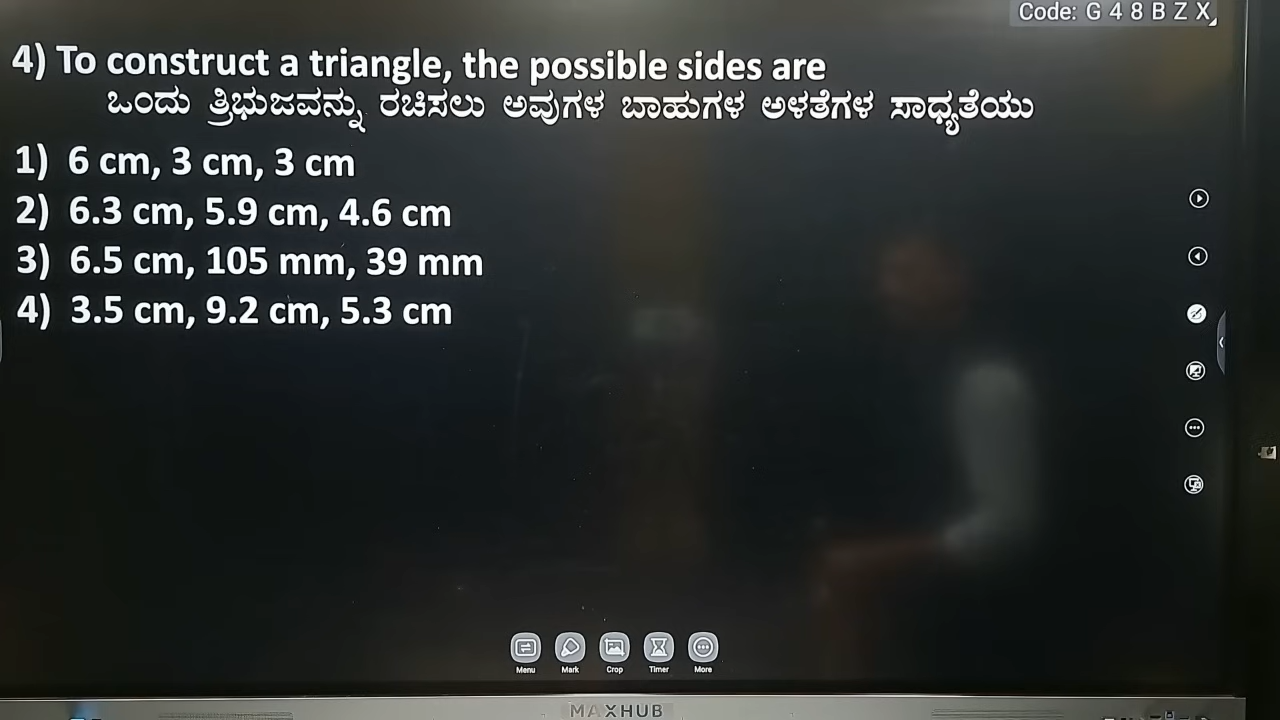 Code: G 4 8 B Z X
4) To construct a triangle, the possible sides are
ಒಂದು ತ್ರಿಭುಜವನ್ನು ರಚಿಸಲು ಅವುಗಳ ಬಾಹುಗಳ ಅಳತೆಗಳ ಸಾಧ್ಯತೆಯು
1) 6 cm, 3 cm, 3 cm
2) 6.3 cm, 5.9 cm, 4.6 cm
3) 6.5 cm, 105 mm, 39 mm
4) 3.5 cm, 9.2 cm, 5.3 cm
Menu Mark Crop Timer More
MAXHUB